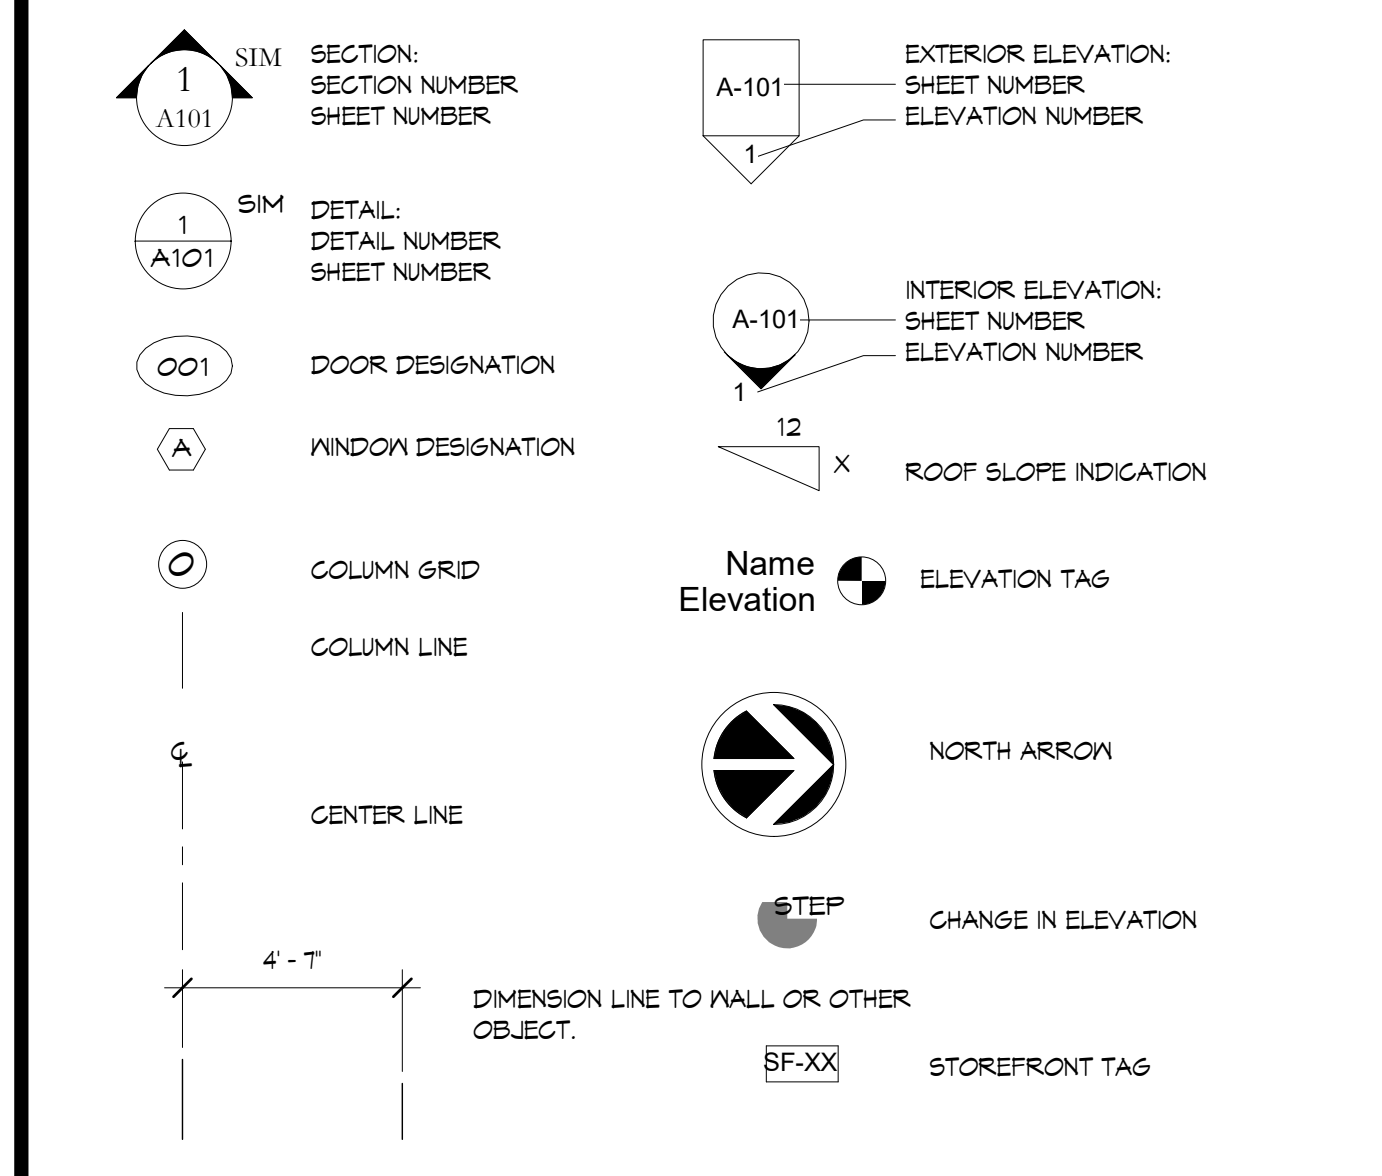 SIM
1
A101
SECTION:
SECTION NUMBER
SHEET NUMBER
SIM
1
A101
DETAIL:
DETAIL NUMBER
SHEET NUMBER
001
DOOR DESIGNATION
A
WINDOW DESIGNATION
0
COLUMN GRID
COLUMN LINE
℄
CENTER LINE
4' - 7"
DIMENSION LINE TO WALL OR OTHER
OBJECT.
A-101
1
EXTERIOR ELEVATION:
SHEET NUMBER
ELEVATION NUMBER
A-101
1
INTERIOR ELEVATION:
SHEET NUMBER
ELEVATION NUMBER
12
X
ROOF SLOPE INDICATION
Name
Elevation
ELEVATION TAG
NORTH ARROW
STEP
CHANGE IN ELEVATION
SF-XX
STOREFRONT TAG